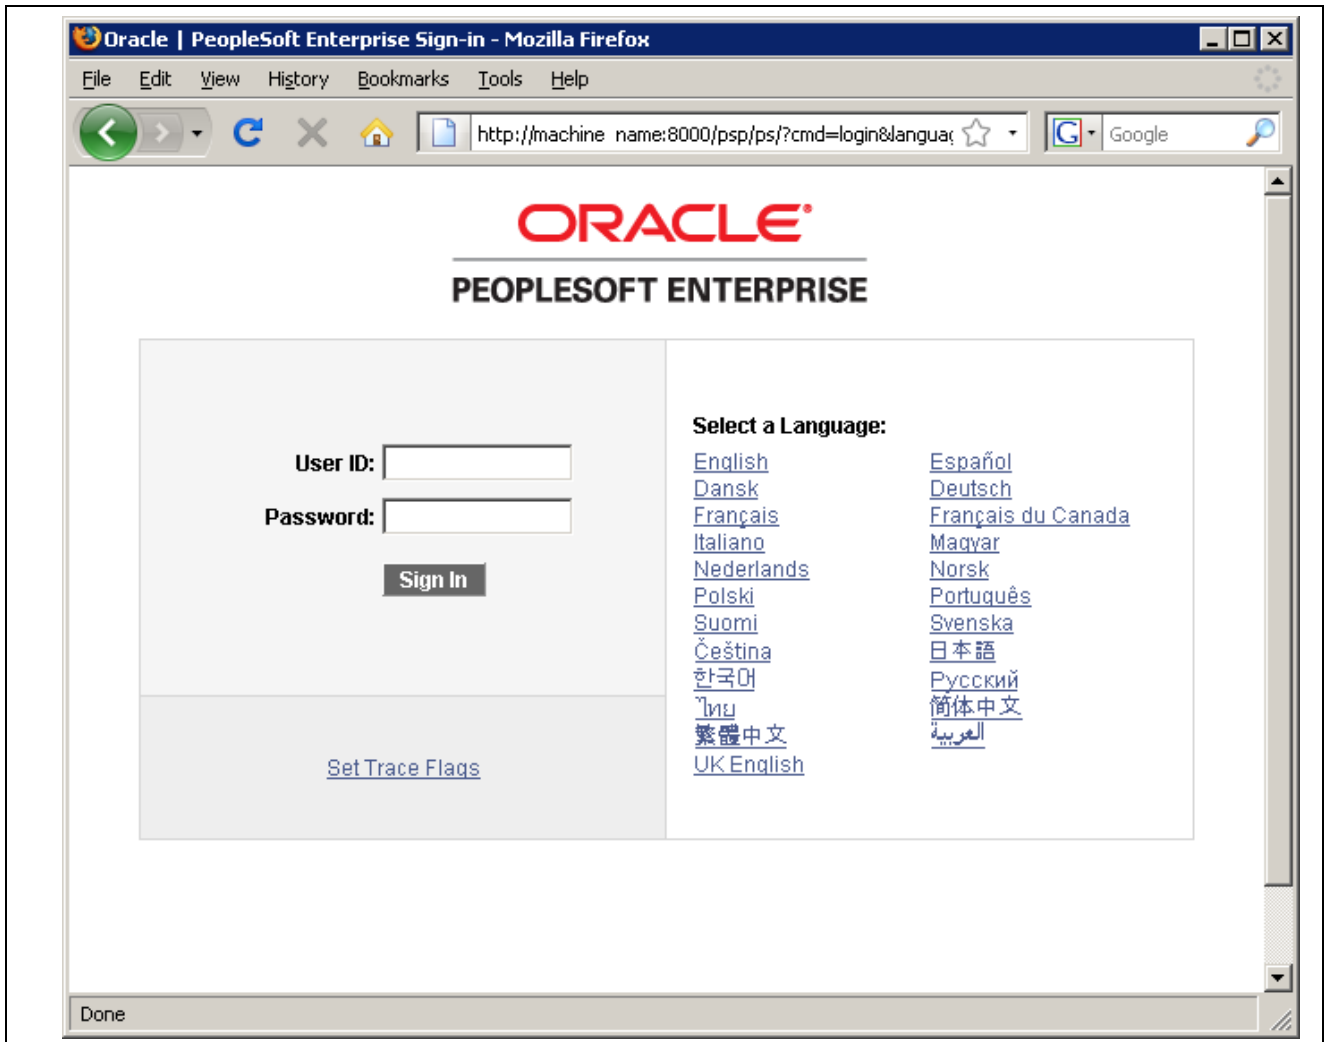 Oracle | PeopleSoft Enterprise Sign-in - Mozilla Firefox
File Edit View History Bookmarks Tools Help
http://machine name:8000/psp/ps/?cmd=login&languag
G Google
ORACLE
PEOPLESOFT ENTERPRISE
User ID:
Password:
Sign In
Set Trace Flags
Select a Language:
English Español
Dansk Deutsch
Français Français du Canada
Italiano Magyar
Nederlands Norsk
Polski Português
Suomi Svenska
Čeština 日本語
한국어 Русский
ไทย 简体中文
繁體中文 العربية
UK English
Done